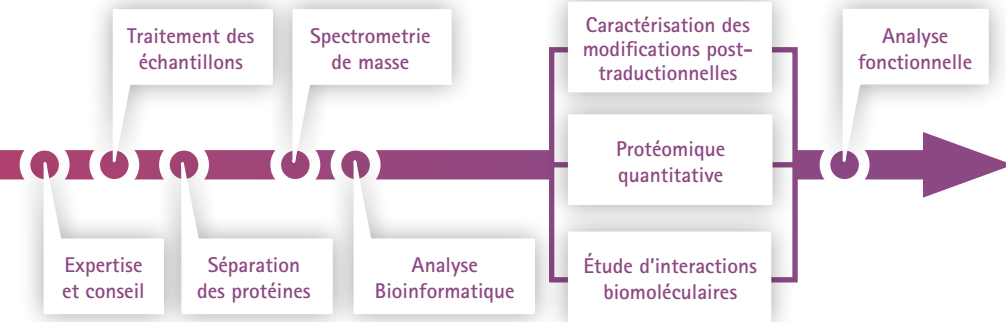 Expertise
et conseil
Traitement des
échantillons
Séparation
des protéines
Spectrometrie
de masse
Analyse
Bioinformatique
Caractérisation des
modifications post-
traductionnelles
Protéomique
quantitative
Étude d'interactions
biomoléculaires
Analyse
fonctionnelle